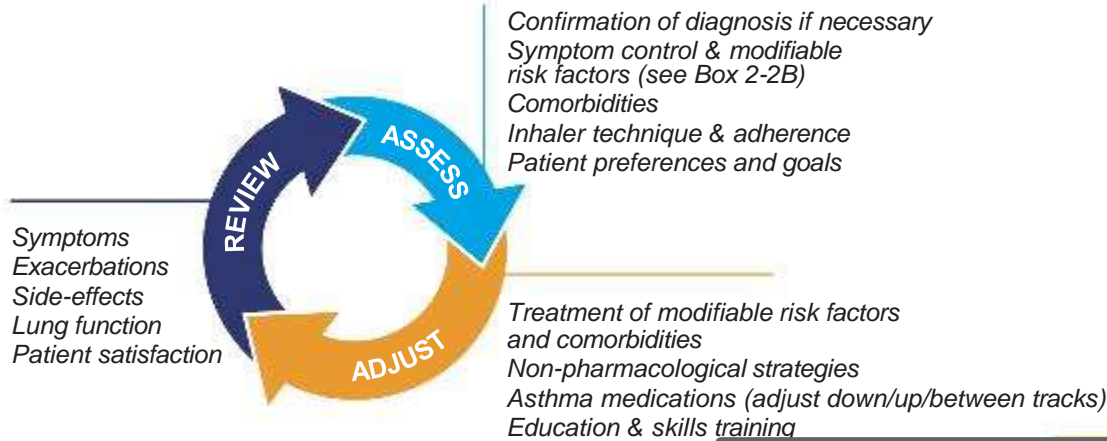 Confirmation of diagnosis if necessary
Symptom control & modifiable
risk factors (see Box 2-2B)
Comorbidities
Inhaler technique & adherence
Patient preferences and goals
ASSESS
REVIEW
Symptoms
Exacerbations
Side-effects
Lung function
Patient satisfaction
ADJUST
Treatment of modifiable risk factors
and comorbidities
Non-pharmacological strategies
Asthma medications (adjust down/up/between tracks)
Education & skills training